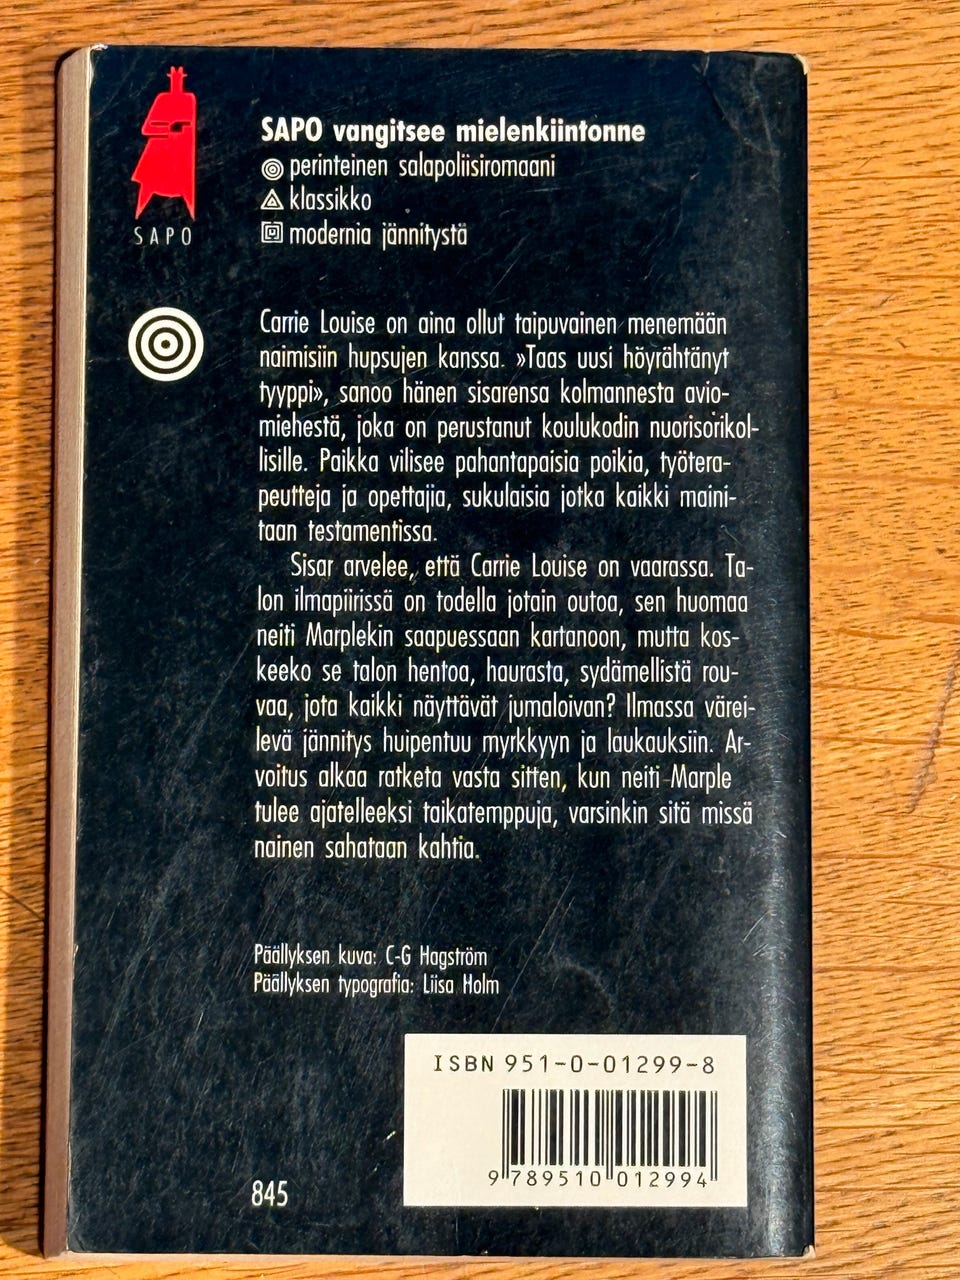 SAPO vangitsee mielenkiintonne
perinteinen salapoliisiromaani
klassikko
modernia jännitystä
SAPO
Carrie Louise on aina ollut taipuvainen menemään
naimisiin hupsujen kanssa. »Taas uusi höyrähtänyt
tyyppi», sanoo hänen sisarensa kolmannesta avio-
miehestä, joka on perustanut koulukodin nuorisorikol-
lisille. Paikka vilisee pahantapaisia poikia, työtera-
peutteja ja opettajia, sukulaisia jotka kaikki maini-
taan testamentissa.
Sisar arvelee, että Carrie Louise on vaarassa. Ta-
lon ilmapiirissä on todella jotain outoa, sen huomaa
neiti Marplekin saapuessaan kartanoon, mutta kos-
keeko se talon hentoa, haurasta, sydämellistä rou-
vaa, jota kaikki näyttävät jumaloivan? Ilmassa värei-
levä jännitys huipentuu myrkkyyn ja laukauksiin. Ar-
voitus alkaa ratketa vasta sitten, kun neiti Marple
tulee ajatelleeksi taikatemppuja, varsinkin sitä missä
nainen sahataan kahtia.
Päällyksen kuva: C-G Hagström
Päällyksen typografia: Liisa Holm
ISBN 951-0-01299-8
9 789510 012994
845